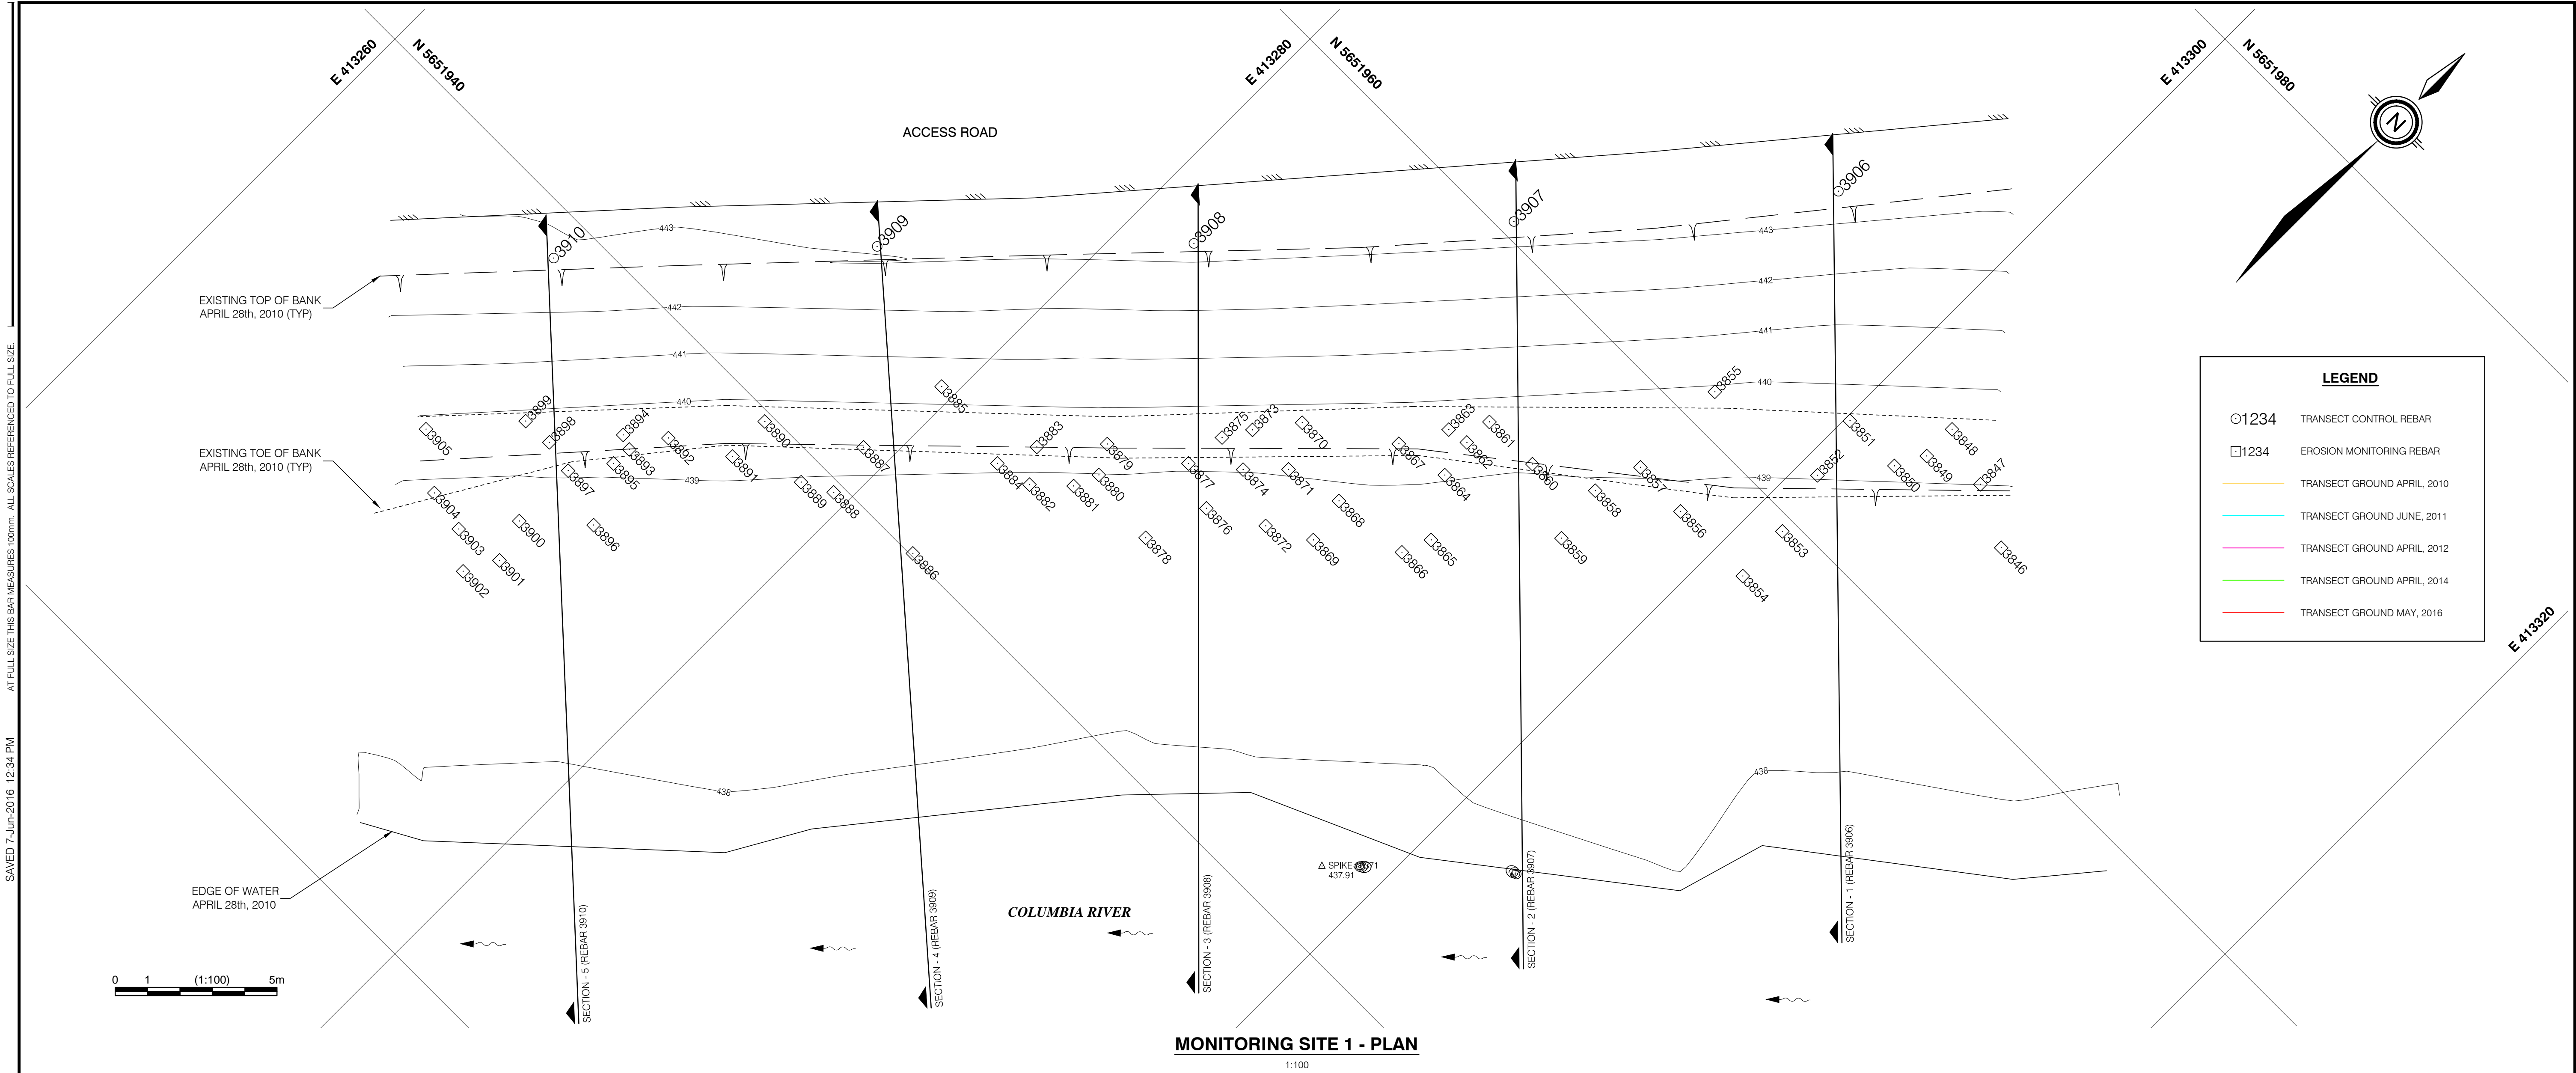 E 413260
N 5651940
E 413280
N 5651960
E 413300
N 5651980
E 413320
ACCESS ROAD
N
3910
3909
3908
3907
3906
443
443
442
442
441
441
440
440
439
439
438
438
EXISTING TOP OF BANK
APRIL 28th, 2010 (TYP)
EXISTING TOE OF BANK
APRIL 28th, 2010 (TYP)
3905
3904
3903
3902
3901
3900
3899
3898
3897
3896
3895
3894
3893
3892
3891
3890
3889
3888
3887
3886
3885
3884
3883
3882
3881
3880
3879
3878
3877
3876
3875
3874
3873
3872
3871
3870
3869
3868
3867
3866
3865
3864
3863
3862
3861
3860
3859
3858
3857
3856
3855
3854
3853
3852
3851
3850
3849
3848
3847
3846
LEGEND
1234 TRANSECT CONTROL REBAR
1234 EROSION MONITORING REBAR
TRANSECT GROUND APRIL, 2010
TRANSECT GROUND JUNE, 2011
TRANSECT GROUND APRIL, 2012
TRANSECT GROUND APRIL, 2014
TRANSECT GROUND MAY, 2016
EDGE OF WATER
APRIL 28th, 2010
SPIKE
437.91
COLUMBIA RIVER
SECTION - 5 (REBAR 3910)
SECTION - 4 (REBAR 3909)
SECTION - 3 (REBAR 3908)
SECTION - 2 (REBAR 3907)
SECTION - 1 (REBAR 3906)
0 1 (1:100) 5m
MONITORING SITE 1 - PLAN
1:100
SAVED 7-Jun-2016 12:34 PM AT FULL SIZE THIS BAR MEASURES 100mm. ALL SCALES REFERENCED TO FULL SIZE.